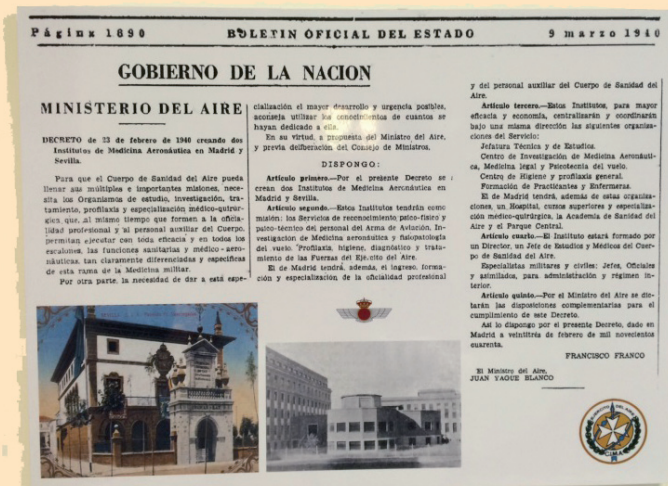 Página 1890
BOLETIN OFICIAL DEL ESTADO
9 marzo 1940
GOBIERNO DE LA NACION
MINISTERIO DEL AIRE
DECRETO de 23 de febrero de 1940 creando dos
Institutos de Medicina Aeronáutica en Madrid y
Sevilla.
Para que el Cuerpo de Sanidad del Aire pueda
llenar sus múltiples e importantes misiones, nece-
sita los Organismos de estudio, investigación, tra-
tamiento, profilaxia y especialización médico-quirúr-
gica, que, al mismo tiempo que formen a la oficia-
lidad profesional y al personal auxiliar del Cuerpo,
permitan ejecutar con toda eficacia y en todos los
escalones, las funciones sanitarias y médico-aero-
náuticas, tan claramente diferenciadas y específicas
de esta rama de la Medicina militar.
Por otra parte, la necesidad de dar a esta espe-
cialización el mayor desarrollo y urgencia posibles,
aconseja utilizar los conocimientos de cuantos se
hayan dedicado a ella.
En su virtud, a propuesta del Ministro del Aire,
y previa deliberación del Consejo de Ministros,
DISPONGO:
Artículo primero.—Por el presente Decreto se
crean dos Institutos de Medicina Aeronáutica en
Madrid y Sevilla.
Artículo segundo.—Estos Institutos tendrán como
misión: los Servicios de reconocimiento psico-físico y
psico-técnico del personal del Arma de Aviación. In-
vestigación de Medicina aeronáutica y fisiopatología
del vuelo. Profilaxia, higiene, diagnóstico y trata-
miento de las Fuerzas del Ejército del Aire.
El de Madrid tendrá, además, el ingreso, forma-
ción y especialización de la oficialidad profesional
y del personal auxiliar del Cuerpo de Sanidad del
Aire.
Artículo tercero.—Estos Institutos, para mayor
eficacia y economía, centralizarán y coordinarán
bajo una misma dirección las siguientes organiza-
ciones del Servicio:
Jefatura Técnica y de Estudios.
Centro de Investigación de Medicina Aeronáuti-
ca, Medicina legal y Psicotecnia del vuelo.
Centro de Higiene y profilaxis general.
Formación de Practicantes y Enfermeras.
El de Madrid tendrá, además de estas organiza-
ciones, un Hospital, cursos superiores y especializa-
ción médico-quirúrgica, la Academia de Sanidad del
Aire y el Parque Central.
Artículo cuarto.—El Instituto estará formado por
un Director, un Jefe de Estudios y Médicos del Cuer-
po de Sanidad del Aire.
Especialistas militares y civiles; Jefes, Oficiales
y asimilados, para administración y régimen in-
terior.
Artículo quinto.—Por el Ministro del Aire se dic-
tarán las disposiciones complementarias para el
cumplimiento de este Decreto.
Así lo dispongo por el presente Decreto, dado en
Madrid a veintitrés de febrero de mil novecientos
cuarenta.
FRANCISCO FRANCO
El Ministro del Aire,
JUAN YAGUE BLANCO
CIMA